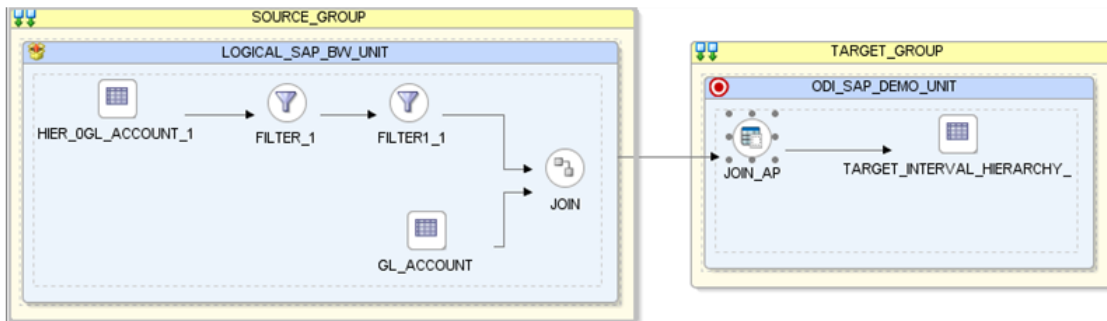 SOURCE_GROUP
LOGICAL_SAP_BW_UNIT
HIER_0GL_ACCOUNT_1
FILTER_1
FILTER1_1
JOIN
GL_ACCOUNT
TARGET_GROUP
ODI_SAP_DEMO_UNIT
JOIN_AP
TARGET_INTERVAL_HIERARCHY_